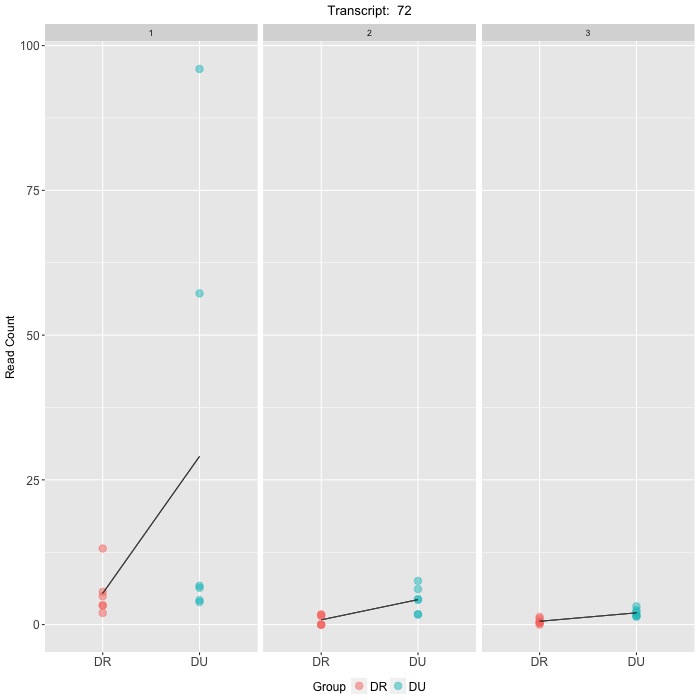 Transcript:  72
1
2
3
100
75
50
25
0
Read Count
DR
DU
DR
DU
DR
DU
Group DR DU